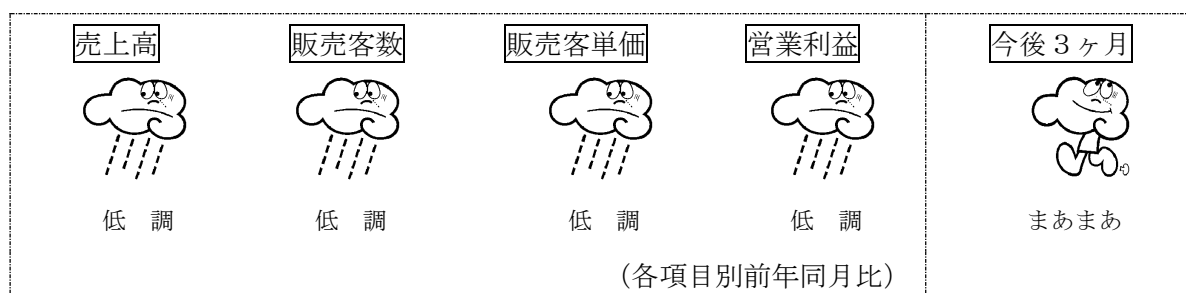 売上高 販売客数 販売客単価 営業利益 今後３ヶ月
低 調 低 調 低 調 低 調 まあまあ
（各項目別前年同月比）